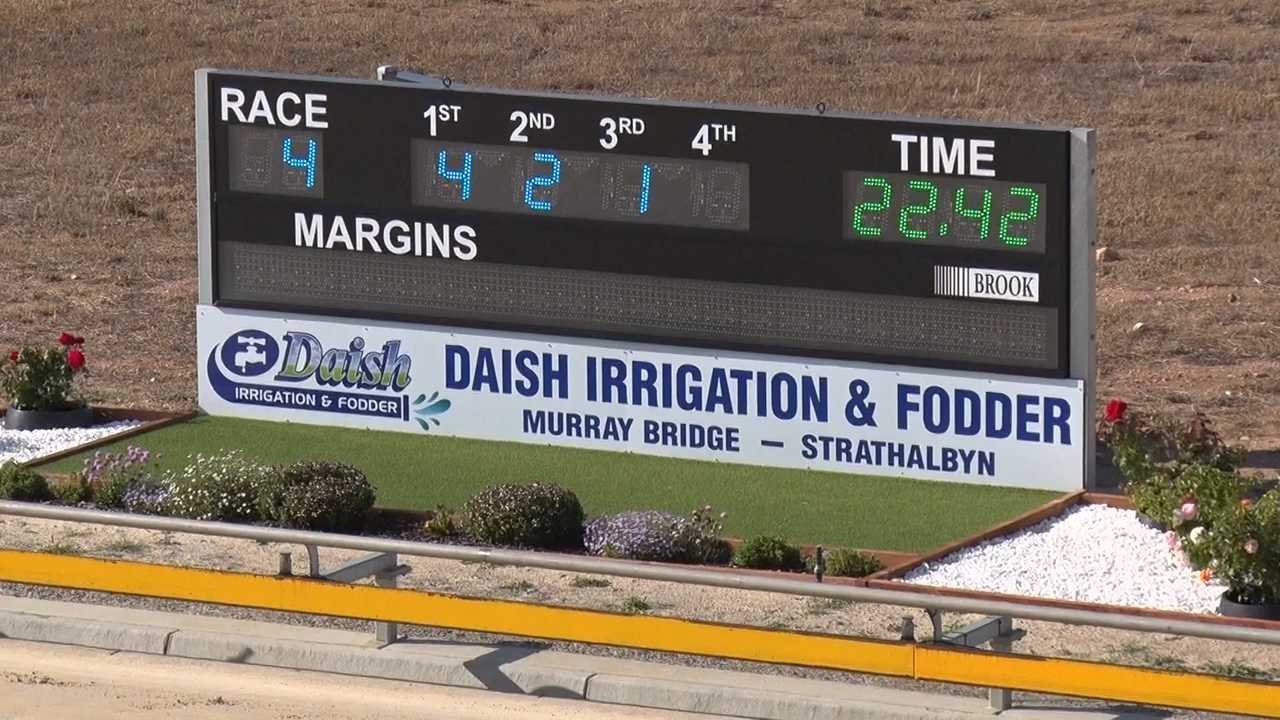 RACE 1ST 2ND 3RD 4TH TIME
4 4 2 1 22.42
MARGINS
BROOK
Daish
IRRIGATION & FODDER
DAISH IRRIGATION & FODDER
MURRAY BRIDGE — STRATHALBYN